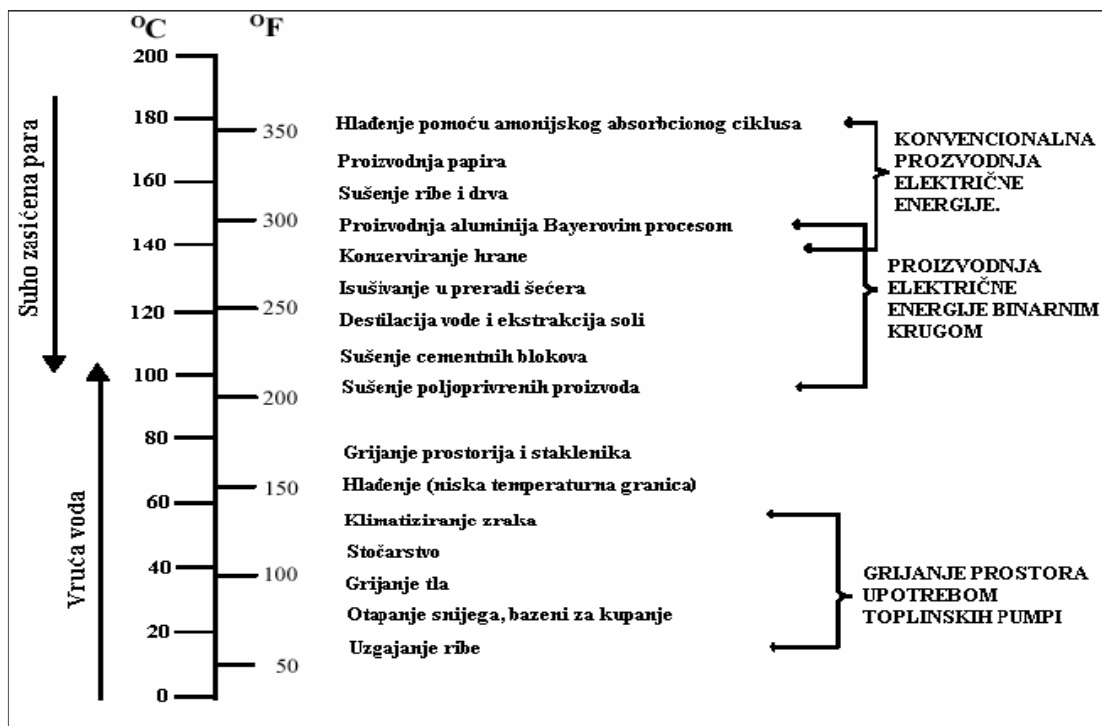 °C °F
200
180
350
160
300
140
250
120
100
200
80
150
60
100
40
20
50
0
Suho zasićena para
Vruća voda
Hlađenje pomoću amonijskog absorbcionog ciklusa
Proizvodnja papira
Sušenje ribe i drva
Proizvodnja aluminija Bayerovim procesom
Konzerviranje hrane
Isušivanje u preradi šećera
Destilacija vode i ekstrakcija soli
Sušenje cementnih blokova
Sušenje poljoprivrenih proizvoda
Grijanje prostorija i staklenika
Hlađenje (niska temperaturna granica)
Klimatiziranje zraka
Stočarstvo
Grijanje tla
Otapanje snijega, bazeni za kupanje
Uzgajanje ribe
KONVENCIONALNA
PROZVODNJA
ELEKTRIČNE
ENERGIJE.
PROIZVODNJA
ELEKTRIČNE
ENERGIJE BINARNIM
KRUGOM
GRIJANJE PROSTORA
UPOTREBOM
TOPLINSKIH PUMPI